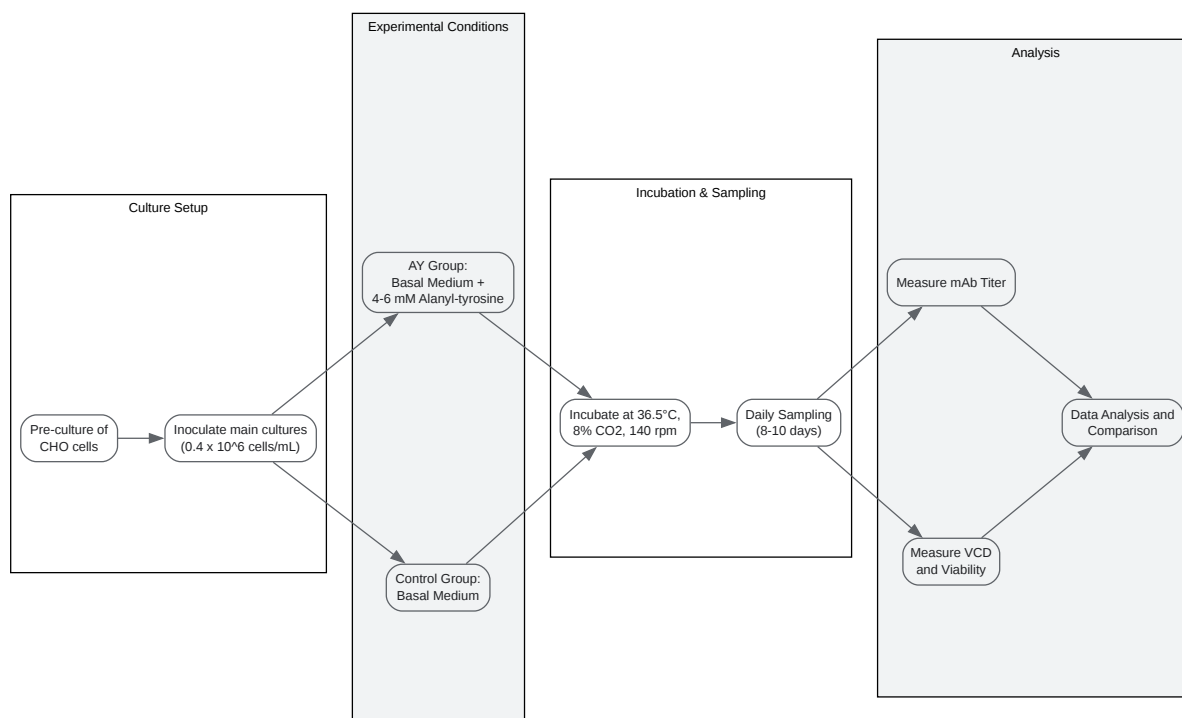 Culture Setup
Pre-culture of
CHO cells
Inoculate main cultures
(0.4 x 10^6 cells/mL)
Experimental Conditions
AY Group:
Basal Medium +
4-6 mM Alanyl-tyrosine
Control Group:
Basal Medium
Incubation & Sampling
Incubate at 36.5°C,
8% CO2, 140 rpm
Daily Sampling
(8-10 days)
Analysis
Measure mAb Titer
Measure VCD
and Viability
Data Analysis and
Comparison